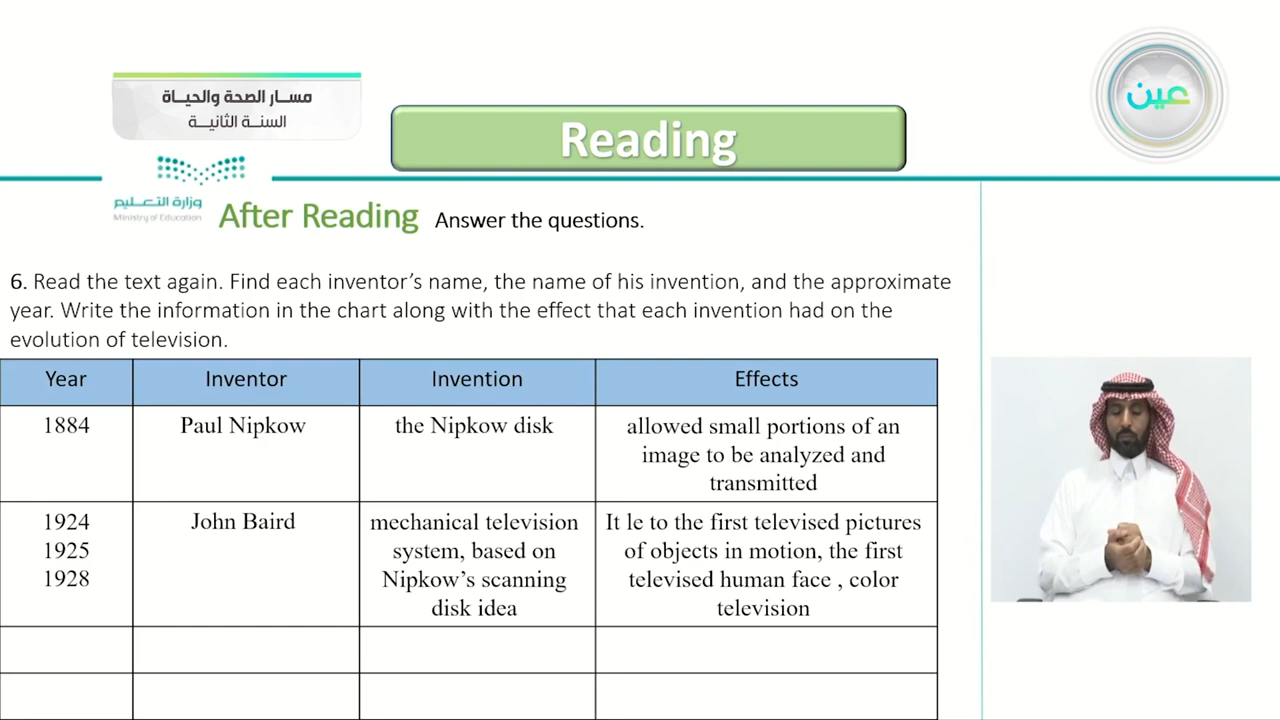 مسار الصحة والحياة
السنة الثانية
عين
Reading
وزارة التعليم
Ministry of Education
After Reading Answer the questions.
6. Read the text again. Find each inventor’s name, the name of his invention, and the approximate
year. Write the information in the chart along with the effect that each invention had on the
evolution of television.
Year Inventor Invention Effects
1884 Paul Nipkow the Nipkow disk allowed small portions of an
image to be analyzed and
transmitted
1924 John Baird mechanical television It le to the first televised pictures
1925 system, based on of objects in motion, the first
1928 Nipkow’s scanning televised human face , color
disk idea television